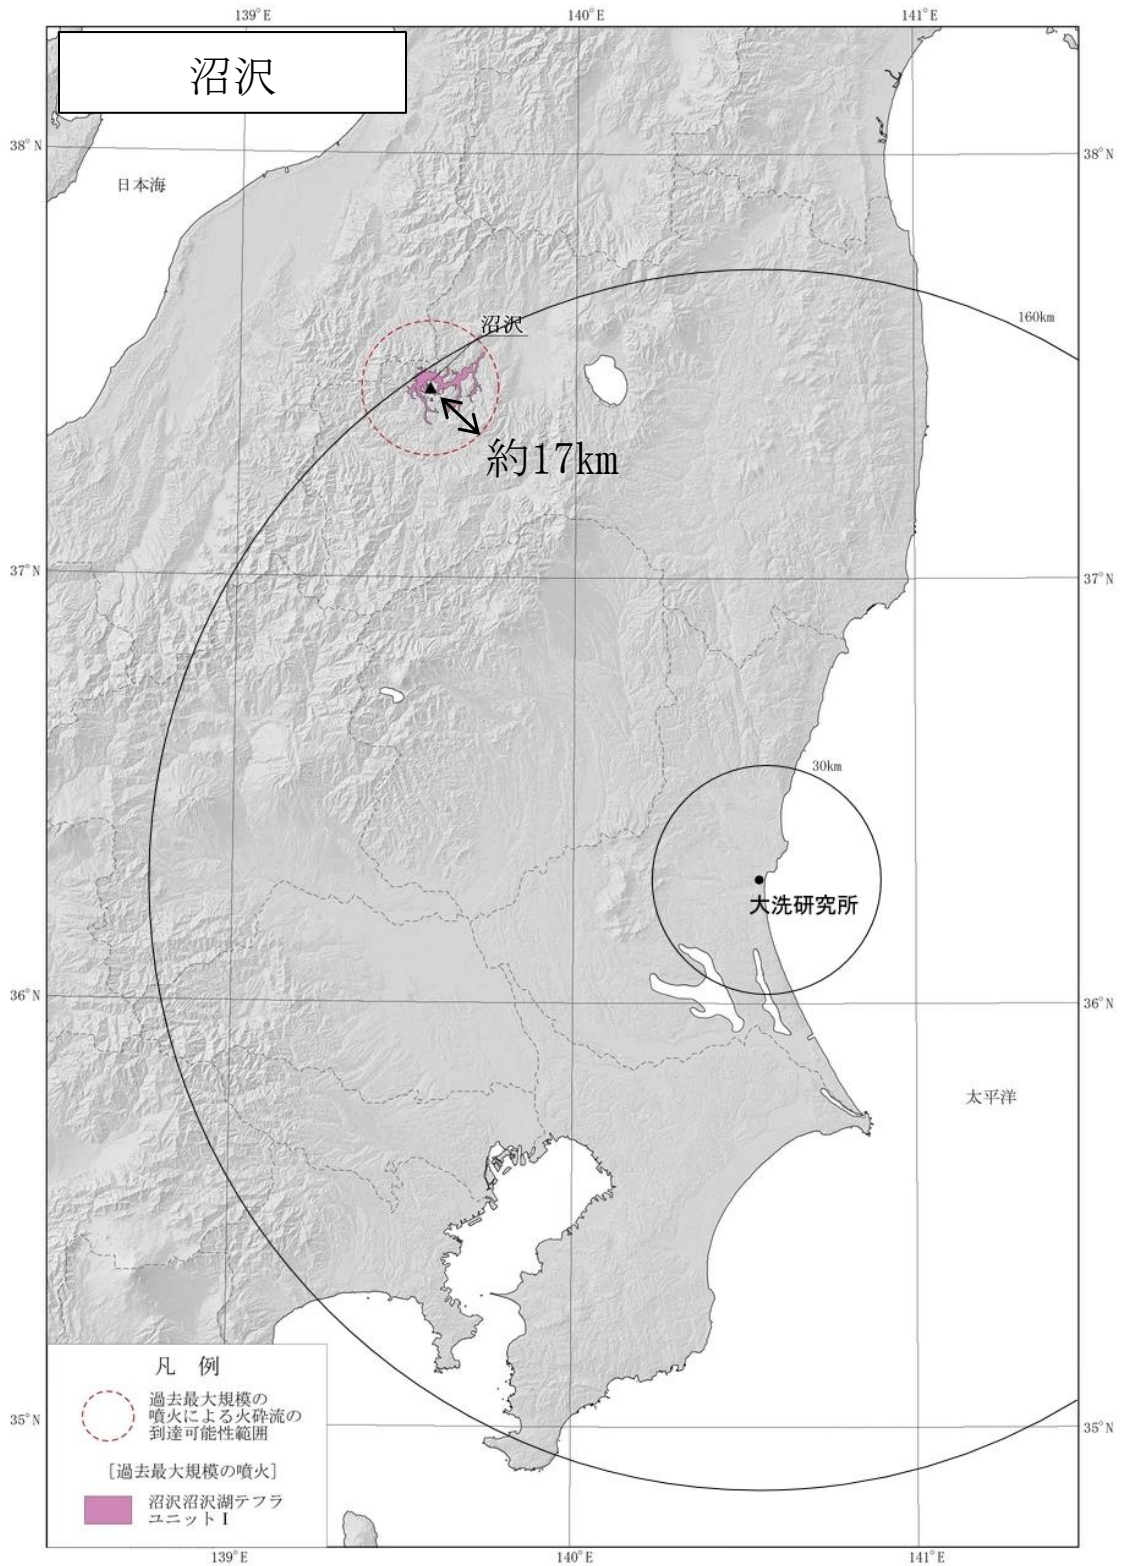 139°E
140°E
141°E
沼沢
38°N
38°N
日本海
160km
沼沢
約17km
37°N
37°N
30km
大洗研究所
36°N
36°N
太平洋
凡 例
過去最大規模の
噴火による火砕流の
到達可能性範囲
[過去最大規模の噴火]
沼沢沼沢湖テフラ
ユニットⅠ
35°N
35°N
139°E
140°E
141°E